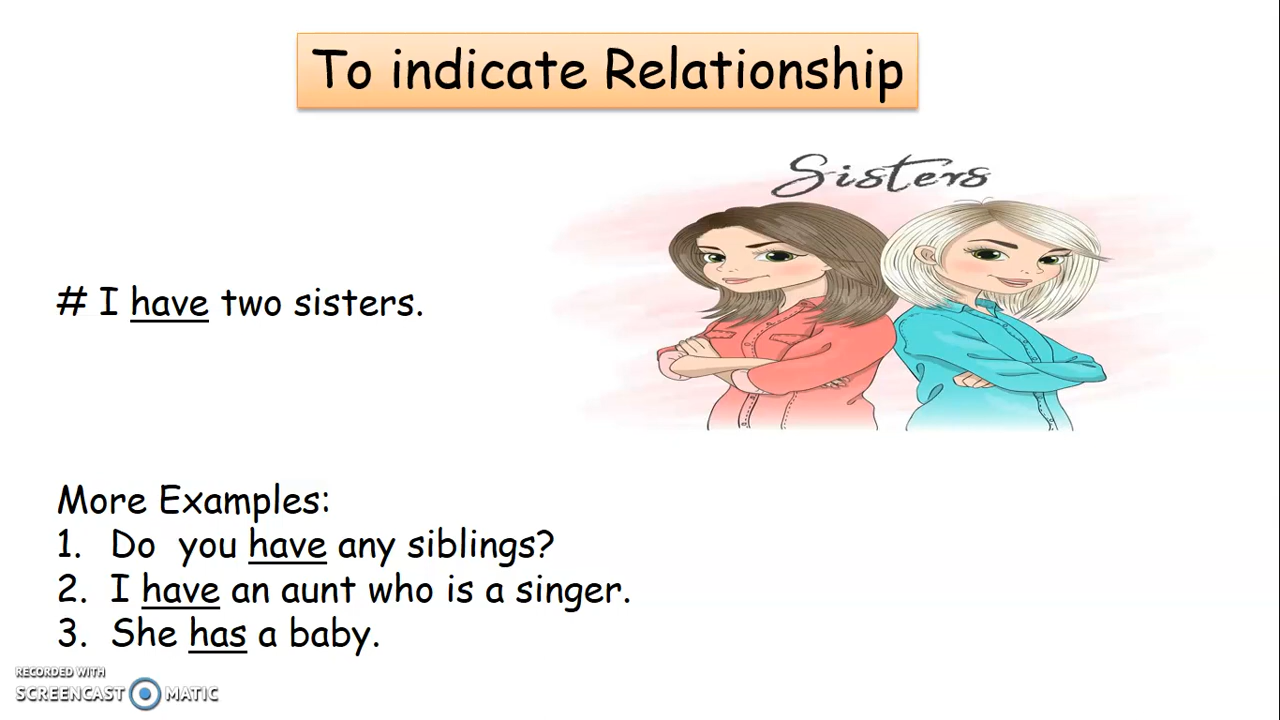 To indicate Relationship
Sisters
# I have two sisters.
More Examples:
1. Do you have any siblings?
2. I have an aunt who is a singer.
3. She has a baby.
RECORDED WITH
SCREENCAST MATIC